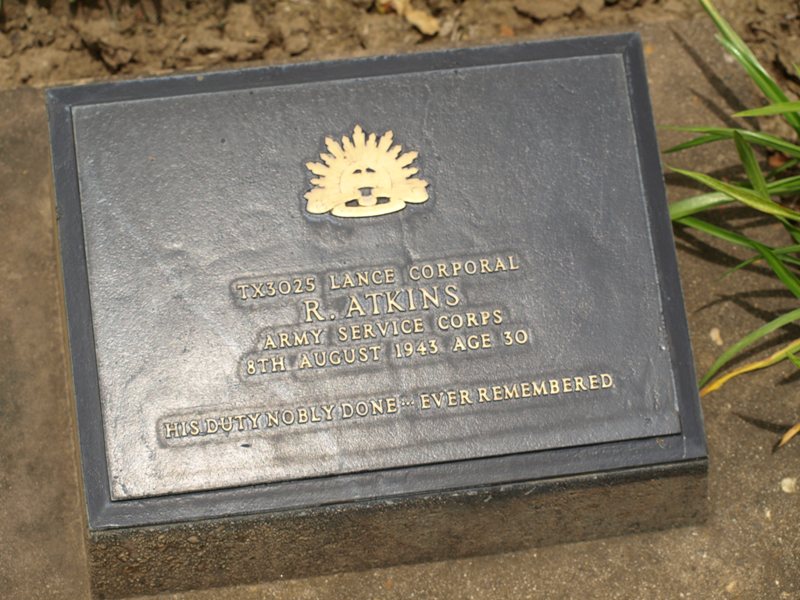 TX3025 LANCE CORPORAL
R. ATKINS
ARMY SERVICE CORPS
8TH AUGUST 1943 AGE 30
HIS DUTY NOBLY DONE ... EVER REMEMBERED